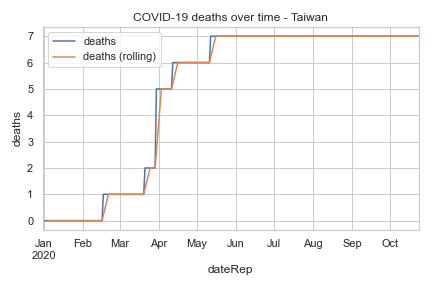 COVID-19 deaths over time - Taiwan
deaths
deaths (rolling)
7
6
5
4
3
2
1
0
deaths
Jan Feb Mar Apr May Jun Jul Aug Sep Oct
2020
dateRep